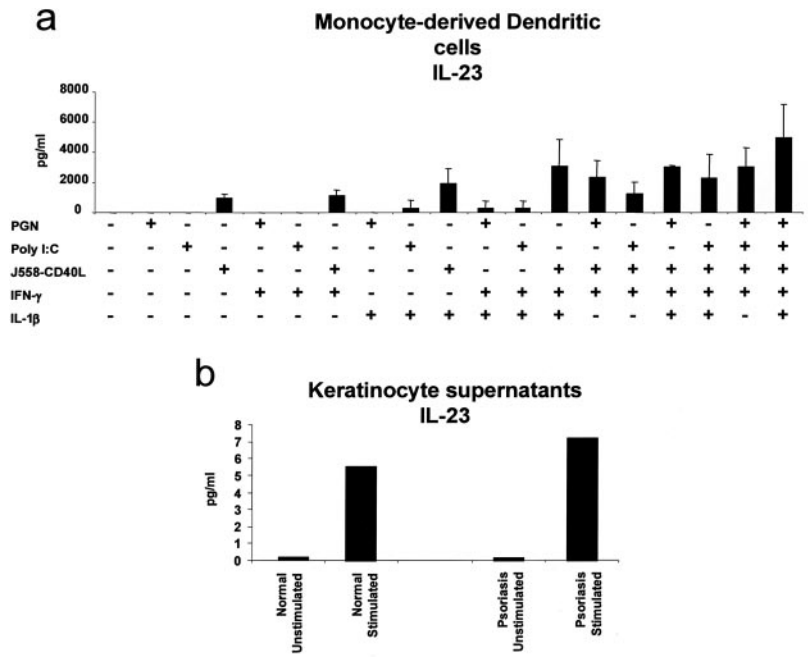 a
Monocyte-derived Dendritic
cells
IL-23
pg/ml
8000
6000
4000
2000
0
PGN - + - - + - - + - - + - - + - + - + +
Poly I:C - - + - - + - - + - - + - - + - + + +
J558-CD40L - - - + - - + - - + - - + + + + + + +
IFN-γ - - - - + + + - - - + + + + + + + + +
IL-1β - - - - - - - + + + + + + - - + + - +
b
Keratinocyte supernatants
IL-23
pg/ml
8
7
6
5
4
3
2
1
0
Normal
Unstimulated
Normal
Stimulated
Psoriasis
Unstimulated
Psoriasis
Stimulated